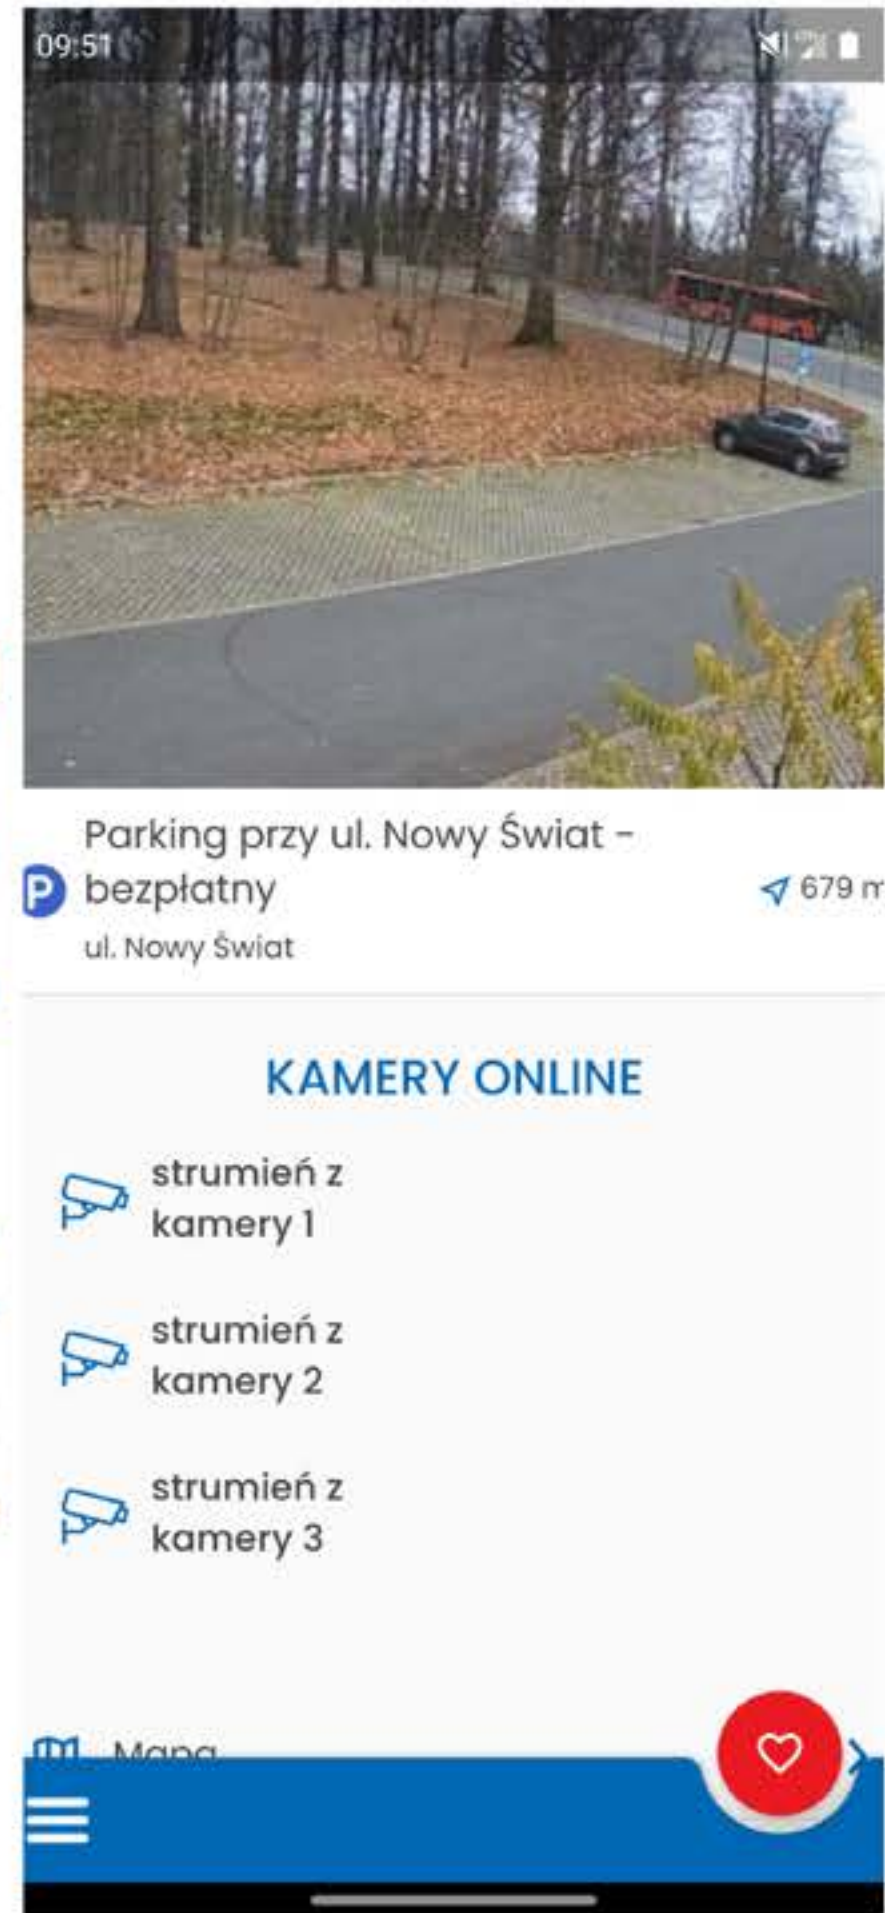 09:51
Parking przy ul. Nowy Świat -
P
bezpłatny
679 m
ul. Nowy Świat
KAMERY ONLINE
strumień z
kamery 1
strumień z
kamery 2
strumień z
kamery 3
Mapa